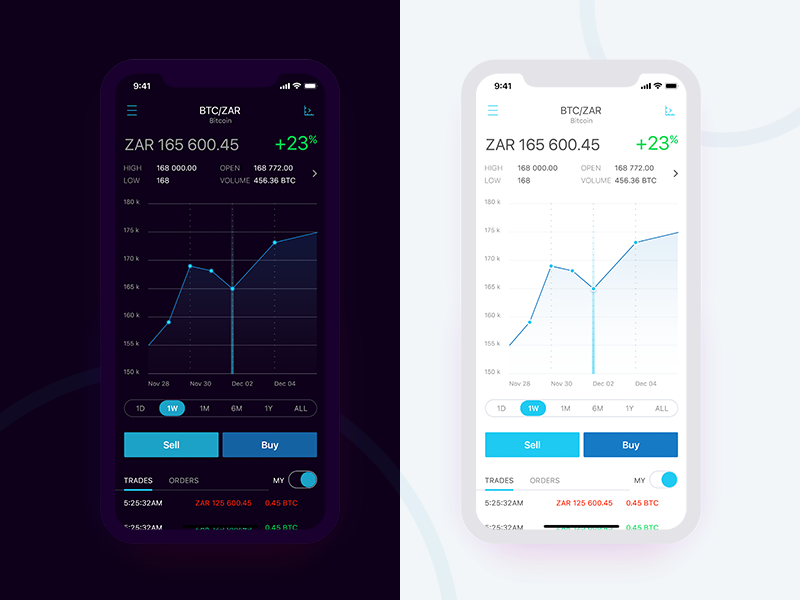 9:41
BTC/ZAR
Bitcoin
ZAR 165 600.45 +23%
HIGH 168 000.00 OPEN 168 772.00
LOW 168 VOLUME 456.36 BTC
180 k
175 k
170 k
165 k
160 k
155 k
150 k
Nov 28 Nov 30 Dec 02 Dec 04
1D 1W 1M 6M 1Y ALL
Sell Buy
TRADES ORDERS MY
5:25:32AM ZAR 125 600.45 0.45 BTC
5:25:32AM 0.45 BTC
9:41
BTC/ZAR
Bitcoin
ZAR 165 600.45 +23%
HIGH 168 000.00 OPEN 168 772.00
LOW 168 VOLUME 456.36 BTC
180 k
175 k
170 k
165 k
160 k
155 k
150 k
Nov 28 Nov 30 Dec 02 Dec 04
1D 1W 1M 6M 1Y ALL
Sell Buy
TRADES ORDERS MY
5:25:32AM ZAR 125 600.45 0.45 BTC
5:25:32AM 0.45 BTC